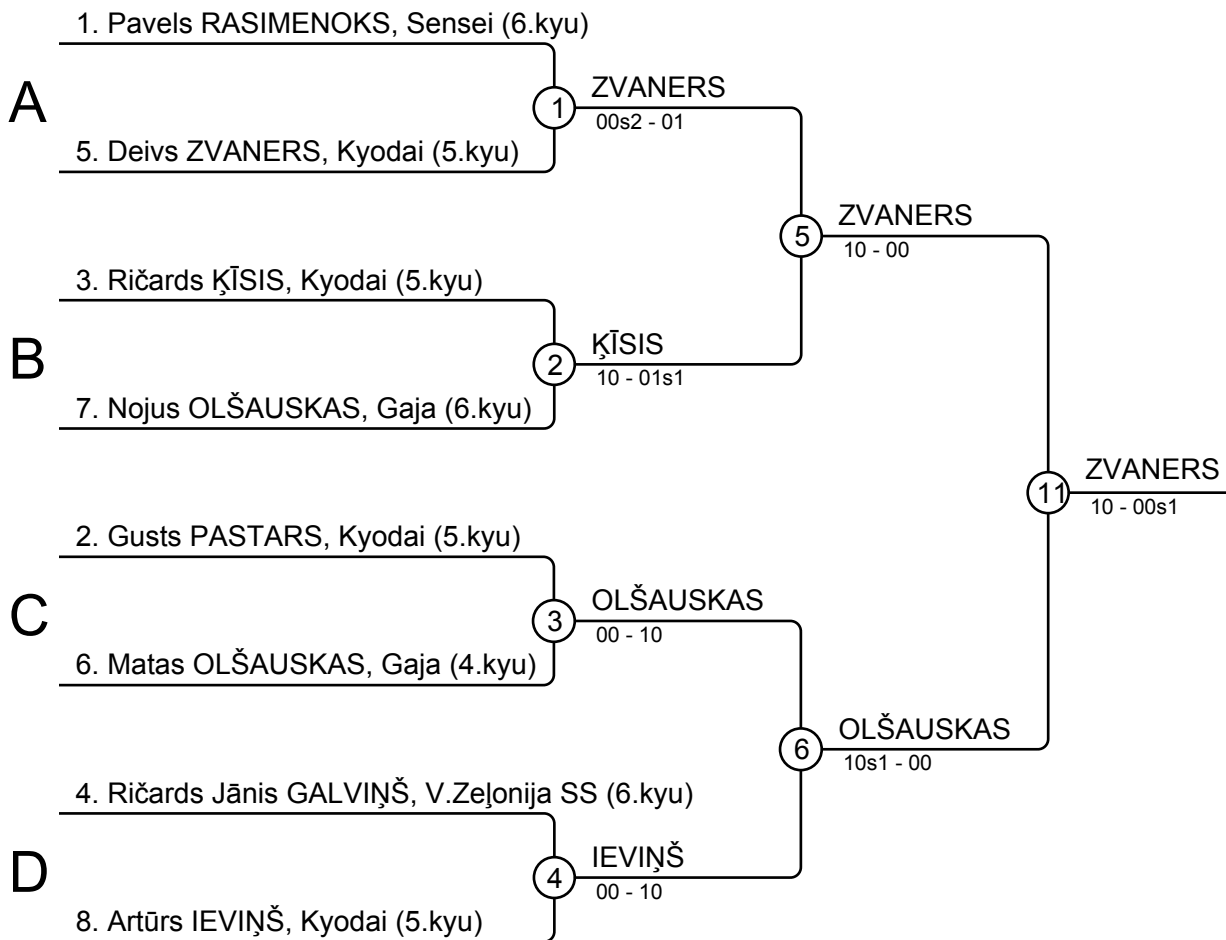 1. Pavels RASIMENOKS, Sensei (6.kyu)
A
1
ZVANERS
00s2 - 01
5. Deivs ZVANERS, Kyodai (5.kyu)
5
ZVANERS
10 - 00
3. Ričards ĶĪSIS, Kyodai (5.kyu)
B
2
ĶĪSIS
10 - 01s1
7. Nojus OLŠAUSKAS, Gaja (6.kyu)
11
ZVANERS
10 - 00s1
2. Gusts PASTARS, Kyodai (5.kyu)
C
3
OLŠAUSKAS
00 - 10
6. Matas OLŠAUSKAS, Gaja (4.kyu)
6
OLŠAUSKAS
10s1 - 00
4. Ričards Jānis GALVIŅŠ, V.Zeļonija SS (6.kyu)
D
4
IEVIŅŠ
00 - 10
8. Artūrs IEVIŅŠ, Kyodai (5.kyu)